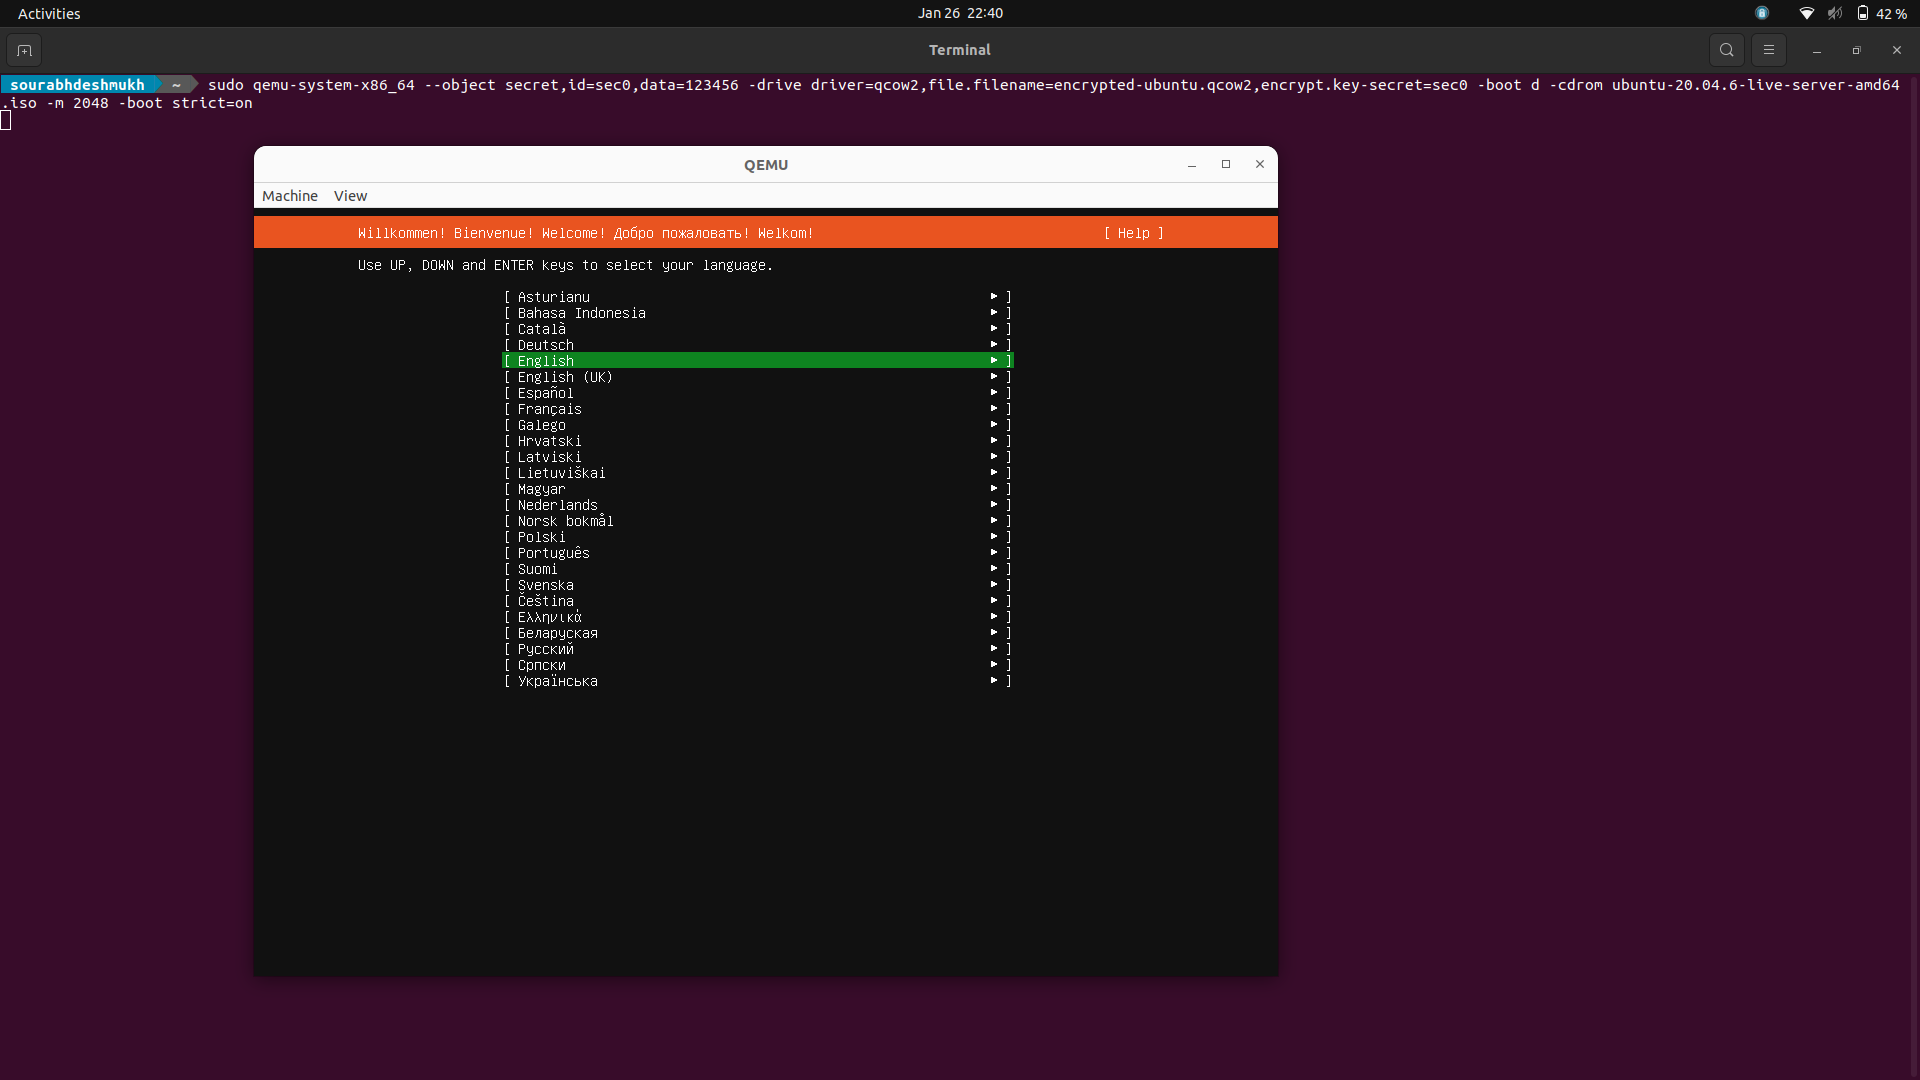 Activities
Jan 26 22:40
42 %
Terminal
sourabhdeshmukh ~ sudo qemu-system-x86_64 --object secret,id=sec0,data=123456 -drive driver=qcow2,file.filename=encrypted-ubuntu.qcow2,encrypt.key-secret=sec0 -boot d -cdrom ubuntu-20.04.6-live-server-amd64
.iso -m 2048 -boot strict=on
QEMU
Machine View
Willkommen! Bienvenue! Welcome! Добро пожаловать! Welkom! [ Help ]
Use UP, DOWN and ENTER keys to select your language.
[ Asturianu ▸ ]
[ Bahasa Indonesia ▸ ]
[ Català ▸ ]
[ Deutsch ▸ ]
[ English ▸ ]
[ English (UK) ▸ ]
[ Español ▸ ]
[ Français ▸ ]
[ Galego ▸ ]
[ Hrvatski ▸ ]
[ Latviski ▸ ]
[ Lietuviškai ▸ ]
[ Magyar ▸ ]
[ Nederlands ▸ ]
[ Norsk bokmål ▸ ]
[ Polski ▸ ]
[ Português ▸ ]
[ Suomi ▸ ]
[ Svenska ▸ ]
[ Čeština ▸ ]
[ Ελληνικά ▸ ]
[ Беларуская ▸ ]
[ Русский ▸ ]
[ Српски ▸ ]
[ Українська ▸ ]